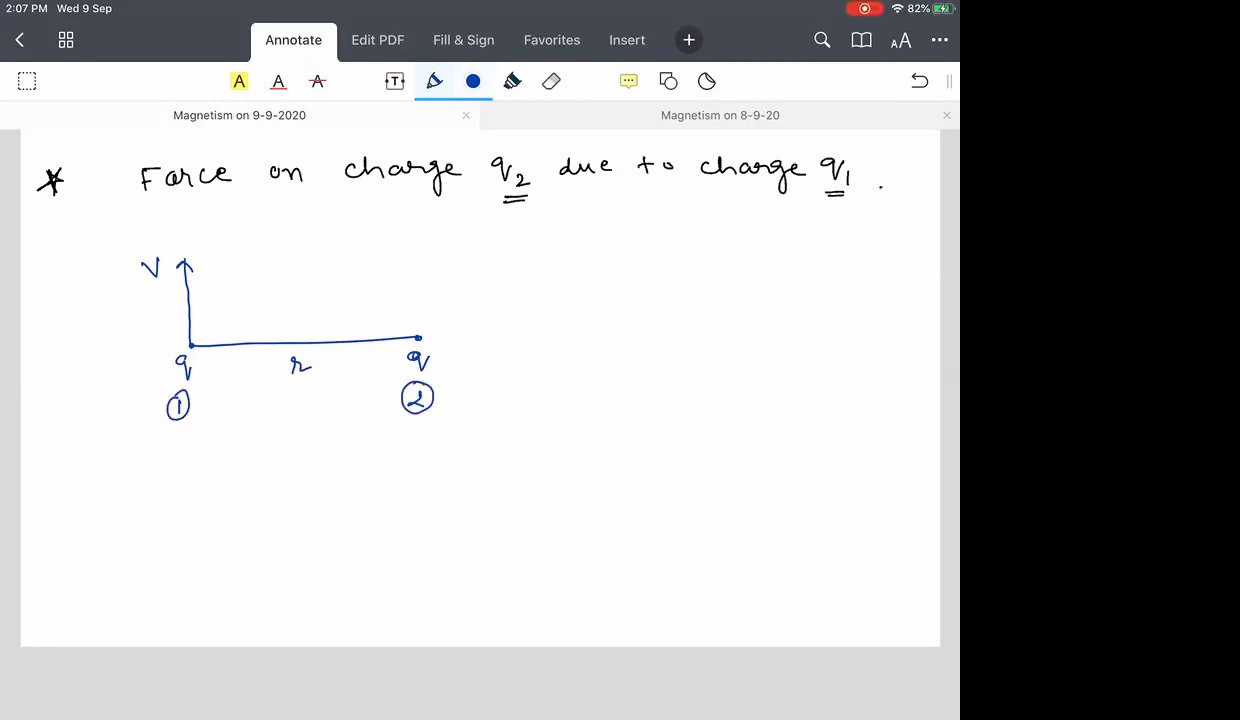 2:07 PM Wed 9 Sep 82%
Annotate Edit PDF Fill & Sign Favorites Insert
AA
A A A T
Magnetism on 9-9-2020 Magnetism on 8-9-20
* Force on charge q2 due to charge q1 .
V
q r q
1 2